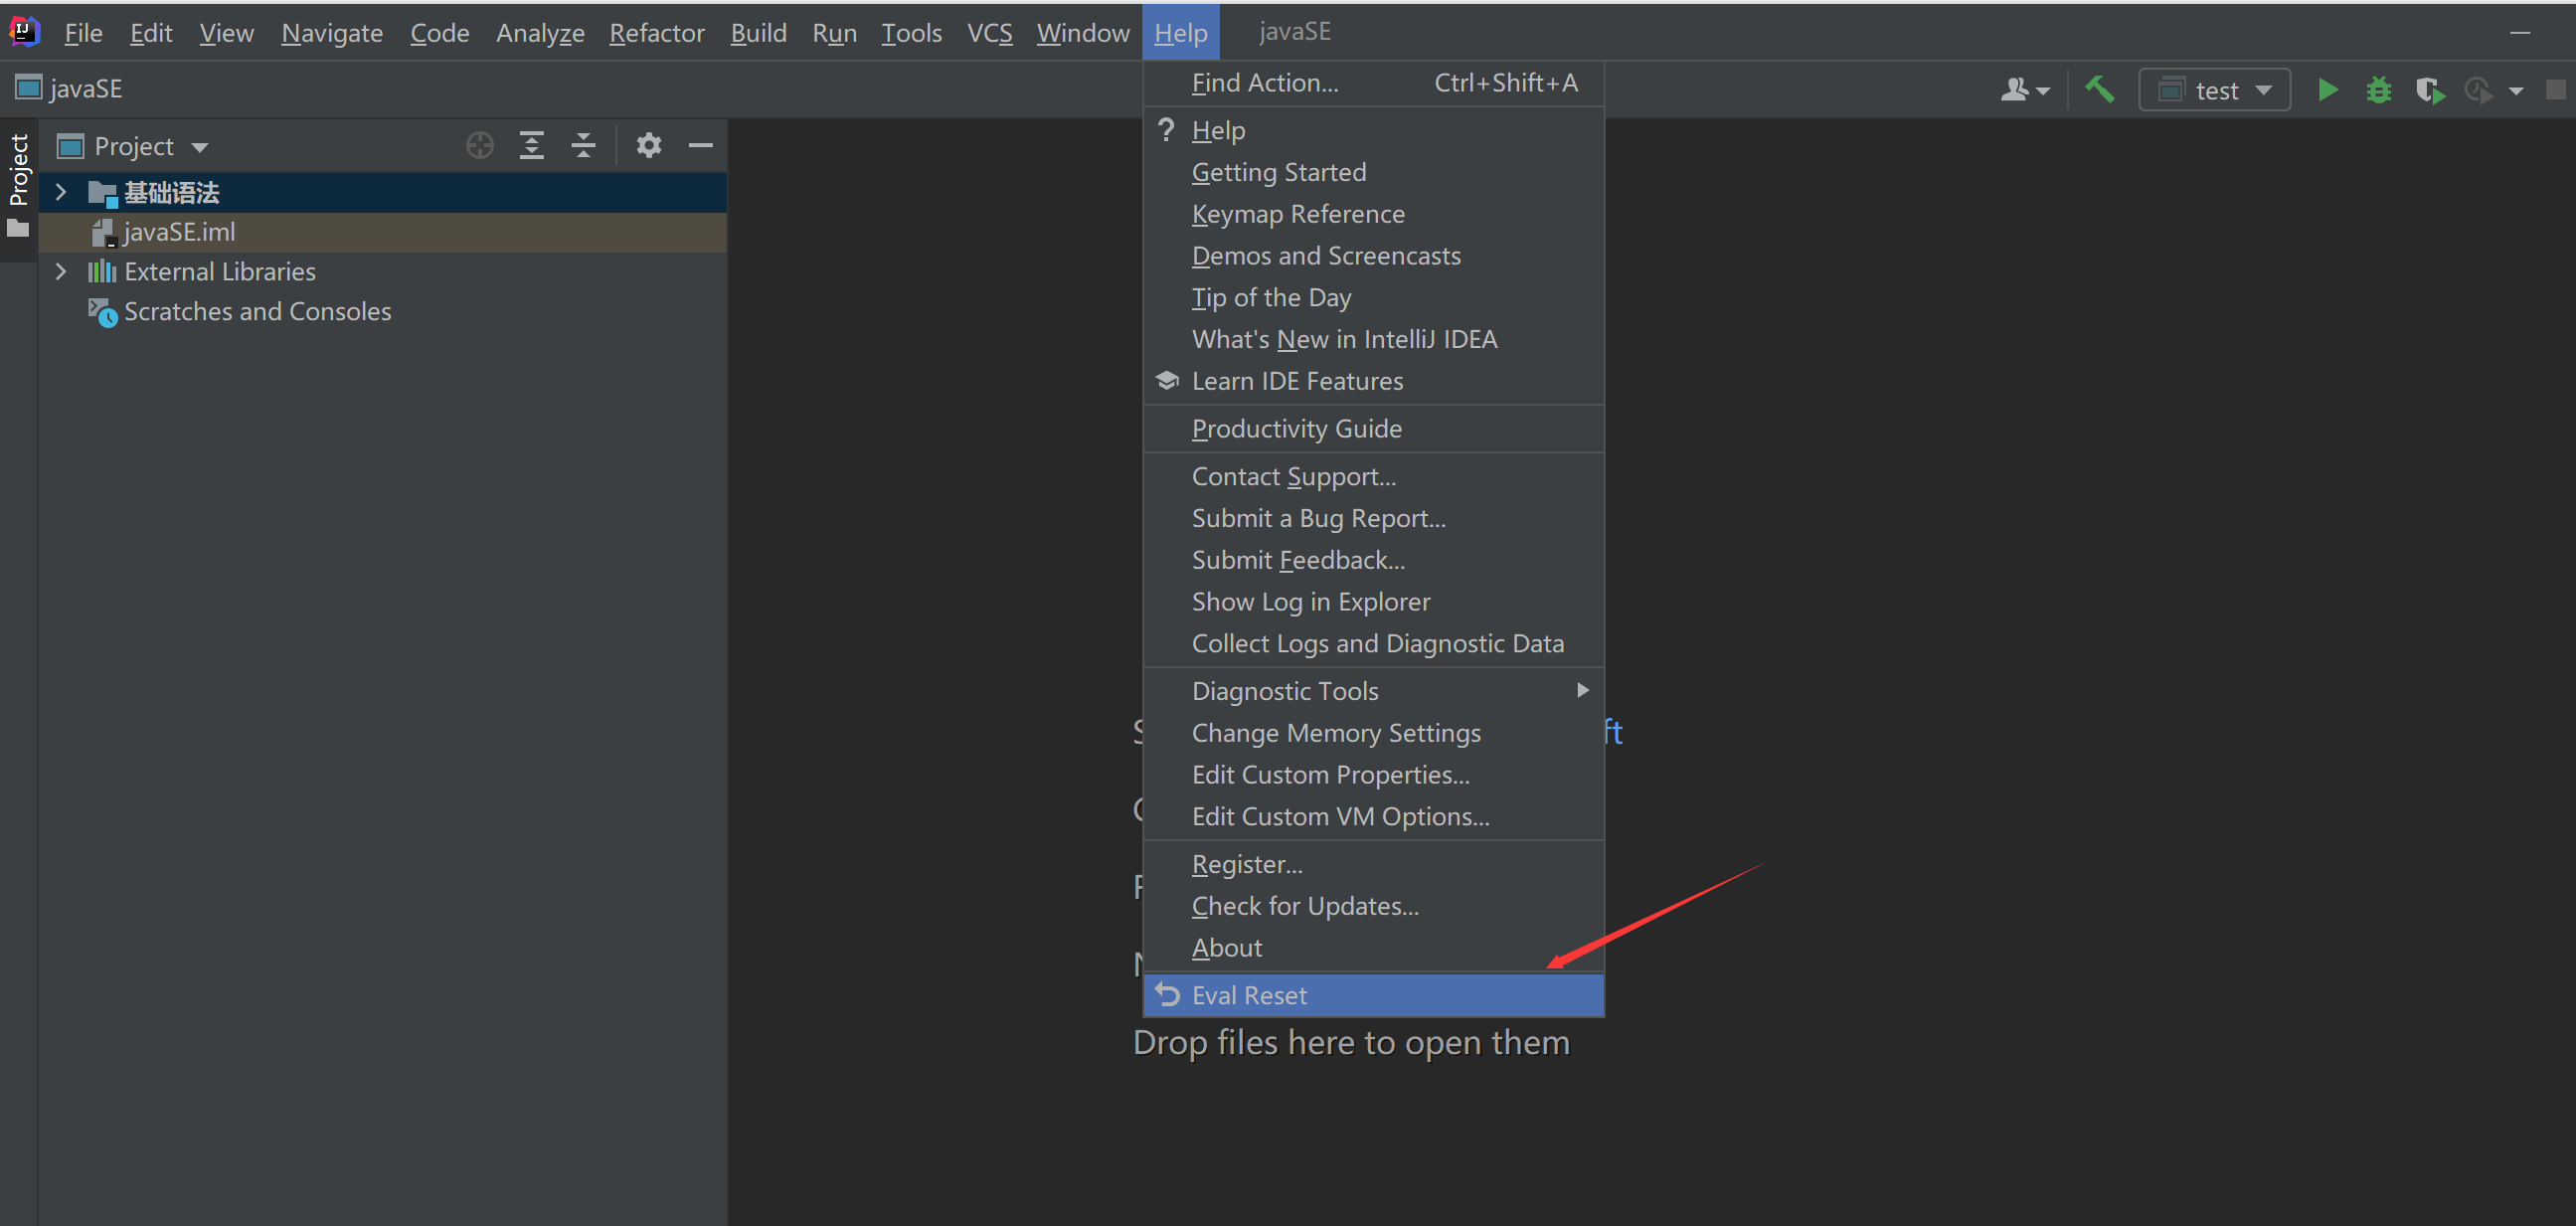 File Edit View Navigate Code Analyze Refactor Build Run Tools VCS Window Help javaSE
javaSE
test
Project
Project
基础语法
javaSE.iml
External Libraries
Scratches and Consoles
Find Action... Ctrl+Shift+A
? Help
Getting Started
Keymap Reference
Demos and Screencasts
Tip of the Day
What's New in IntelliJ IDEA
Learn IDE Features
Productivity Guide
Contact Support...
Submit a Bug Report...
Submit Feedback...
Show Log in Explorer
Collect Logs and Diagnostic Data
Diagnostic Tools
Change Memory Settings
Edit Custom Properties...
Edit Custom VM Options...
Register...
Check for Updates...
About
Eval Reset
Drop files here to open them